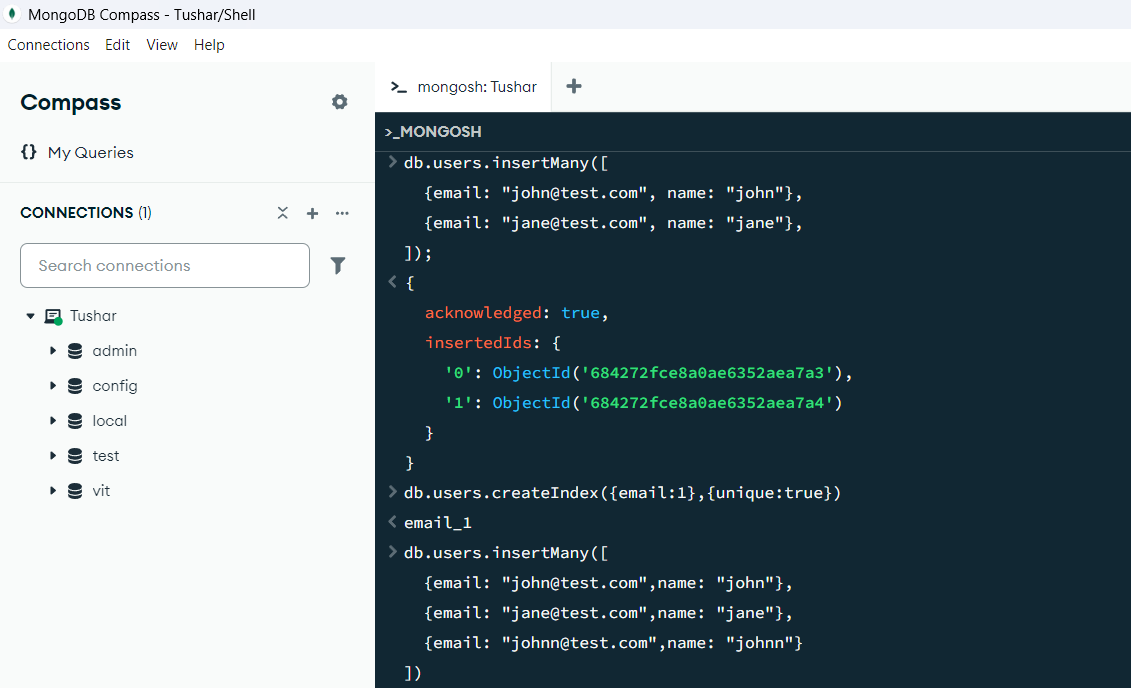 MongoDB Compass - Tushar/Shell
Connections Edit View Help
Compass
{} My Queries
CONNECTIONS (1)
Search connections
Tushar
admin
config
local
test
vit
>_ mongosh: Tushar +
>_MONGOSH
> db.users.insertMany([
{email: "john@test.com", name: "john"},
{email: "jane@test.com", name: "jane"},
]);
< {
acknowledged: true,
insertedIds: {
'0': ObjectId('684272fce8a0ae6352aea7a3'),
'1': ObjectId('684272fce8a0ae6352aea7a4')
}
}
> db.users.createIndex({email:1},{unique:true})
< email_1
> db.users.insertMany([
{email: "john@test.com",name: "john"},
{email: "jane@test.com",name: "jane"},
{email: "johnn@test.com",name: "johnn"}
])